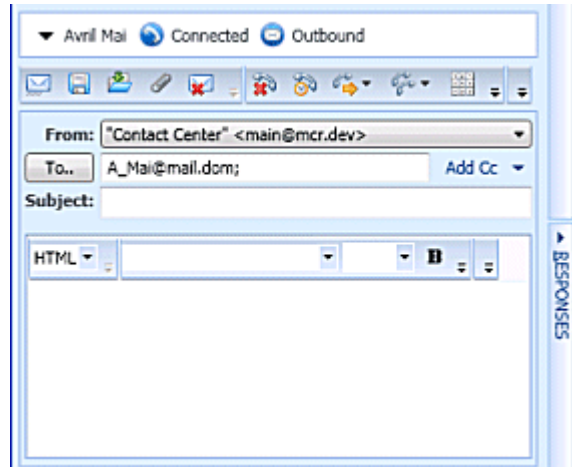 Avril Mai Connected Outbound
From: "Contact Center" <main@mcr.dev>
To.. A_Mai@mail.dom; Add Cc
Subject:
HTML B
RESPONSES